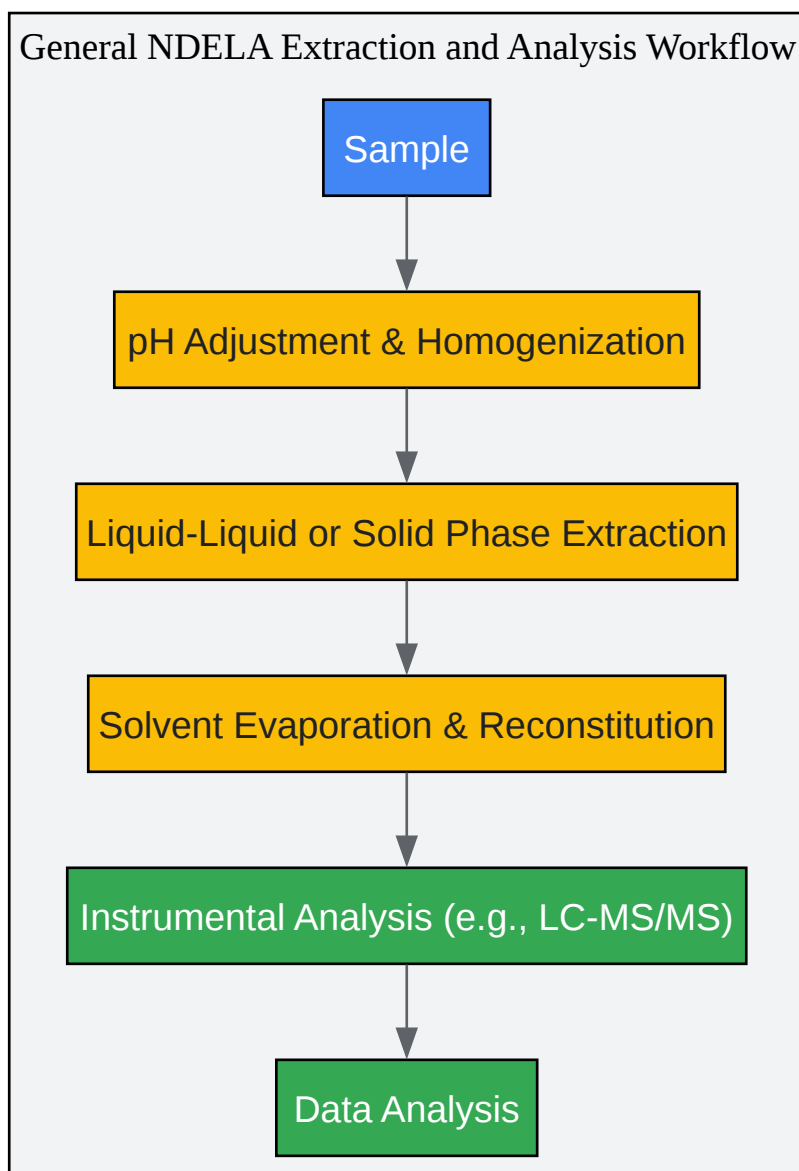 General NDELA Extraction and Analysis Workflow
Sample
pH Adjustment & Homogenization
Liquid-Liquid or Solid Phase Extraction
Solvent Evaporation & Reconstitution
Instrumental Analysis (e.g., LC-MS/MS)
Data Analysis